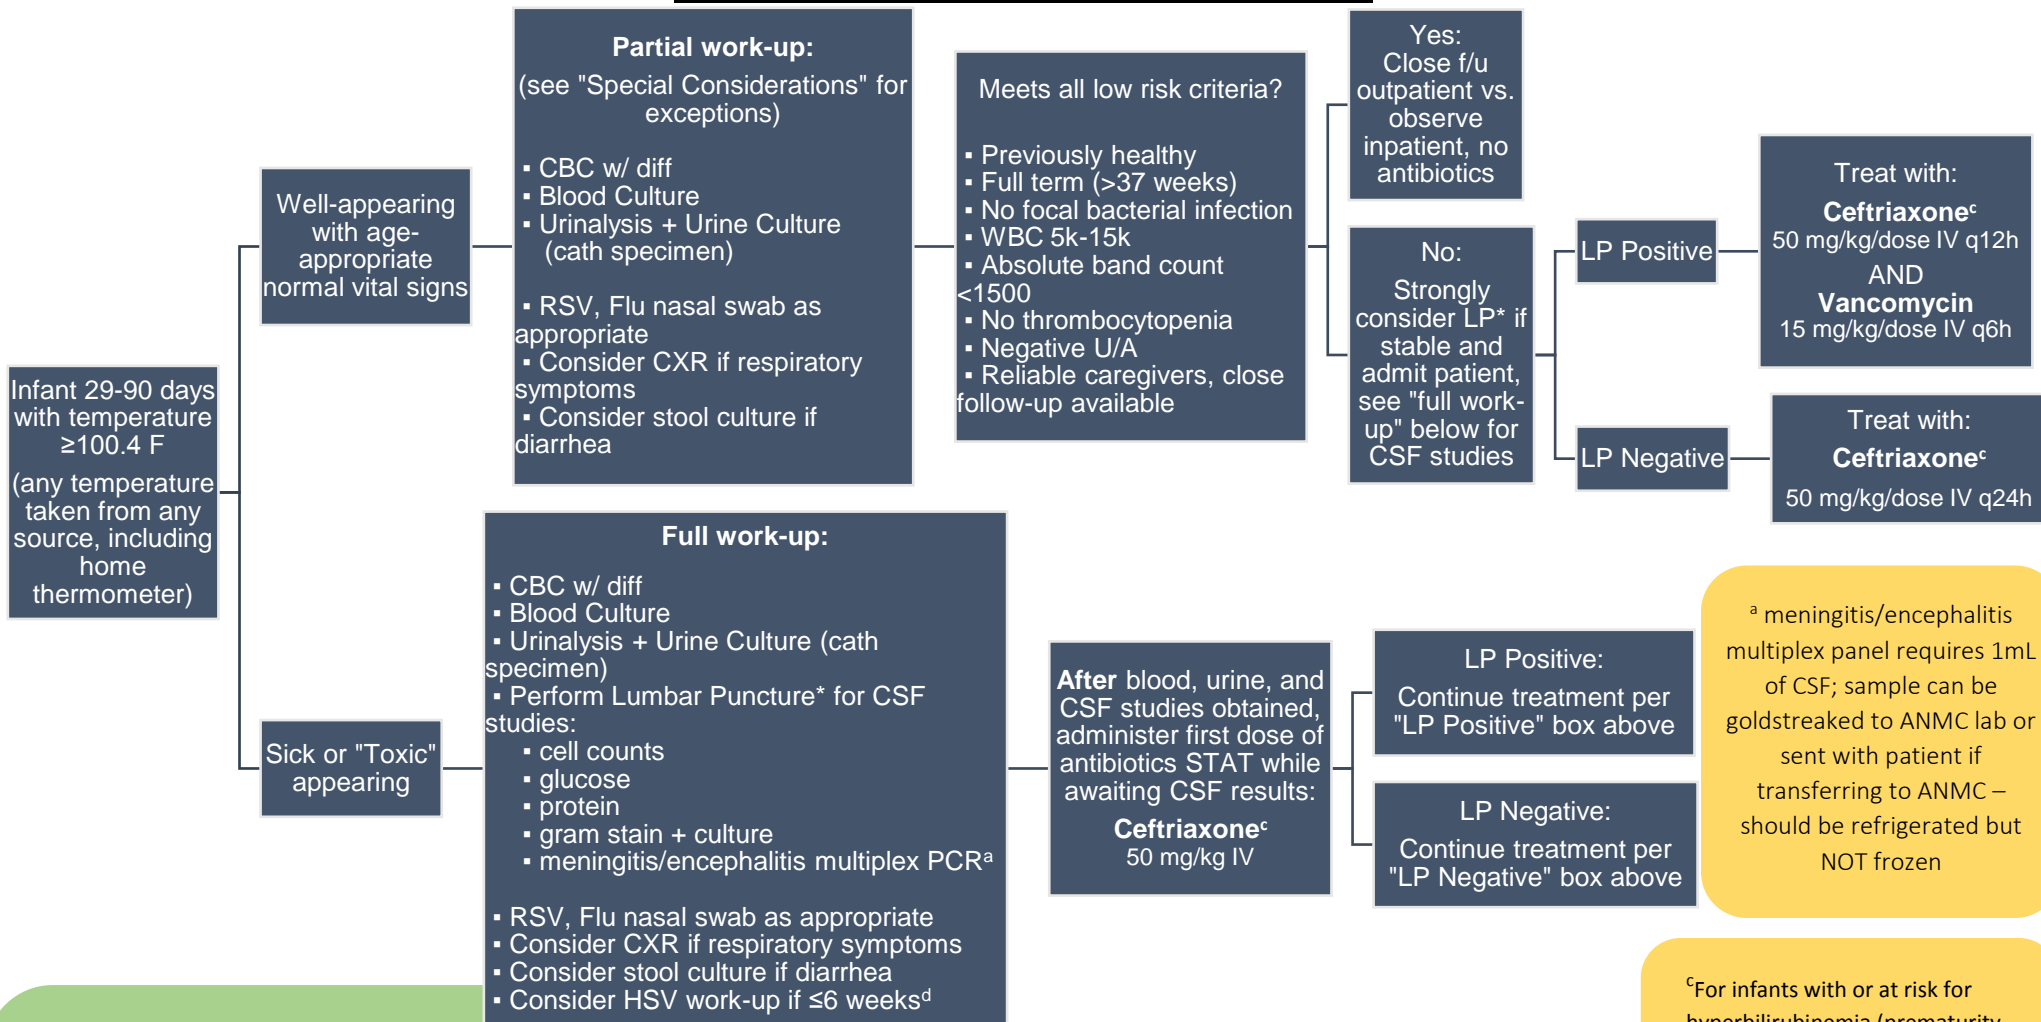 Infant 29-90 days
with temperature
≥100.4 F
(any temperature
taken from any
source, including
home
thermometer)
Well-appearing
with age-
appropriate
normal vital signs
Partial work-up:
(see "Special Considerations" for
exceptions)
▪ CBC w/ diff
▪ Blood Culture
▪ Urinalysis + Urine Culture
(cath specimen)
▪ RSV, Flu nasal swab as
appropriate
▪ Consider CXR if respiratory
symptoms
▪ Consider stool culture if
diarrhea
Meets all low risk criteria?
▪ Previously healthy
▪ Full term (>37 weeks)
▪ No focal bacterial infection
▪ WBC 5k-15k
▪ Absolute band count
<1500
▪ No thrombocytopenia
▪ Negative U/A
▪ Reliable caregivers, close
follow-up available
Yes:
Close f/u
outpatient vs.
observe
inpatient, no
antibiotics
No:
Strongly
consider LP* if
stable and
admit patient,
see "full work-
up" below for
CSF studies
LP Positive
Treat with:
Ceftriaxoneᶜ
50 mg/kg/dose IV q12h
AND
Vancomycin
15 mg/kg/dose IV q6h
LP Negative
Treat with:
Ceftriaxoneᶜ
50 mg/kg/dose IV q24h
Sick or "Toxic"
appearing
Full work-up:
▪ CBC w/ diff
▪ Blood Culture
▪ Urinalysis + Urine Culture (cath
specimen)
▪ Perform Lumbar Puncture* for CSF
studies:
▪ cell counts
▪ glucose
▪ protein
▪ gram stain + culture
▪ meningitis/encephalitis multiplex PCRᵃ
▪ RSV, Flu nasal swab as appropriate
▪ Consider CXR if respiratory symptoms
▪ Consider stool culture if diarrhea
▪ Consider HSV work-up if ≤6 weeksᵈ
After blood, urine, and
CSF studies obtained,
administer first dose of
antibiotics STAT while
awaiting CSF results:
Ceftriaxoneᶜ
50 mg/kg IV
LP Positive:
Continue treatment per
"LP Positive" box above
LP Negative:
Continue treatment per
"LP Negative" box above
ᵃ meningitis/encephalitis
multiplex panel requires 1mL
of CSF; sample can be
goldstreaked to ANMC lab or
sent with patient if
transferring to ANMC –
should be refrigerated but
NOT frozen
ᶜFor infants with or at risk for
hyperbilirubinemia (prematurity